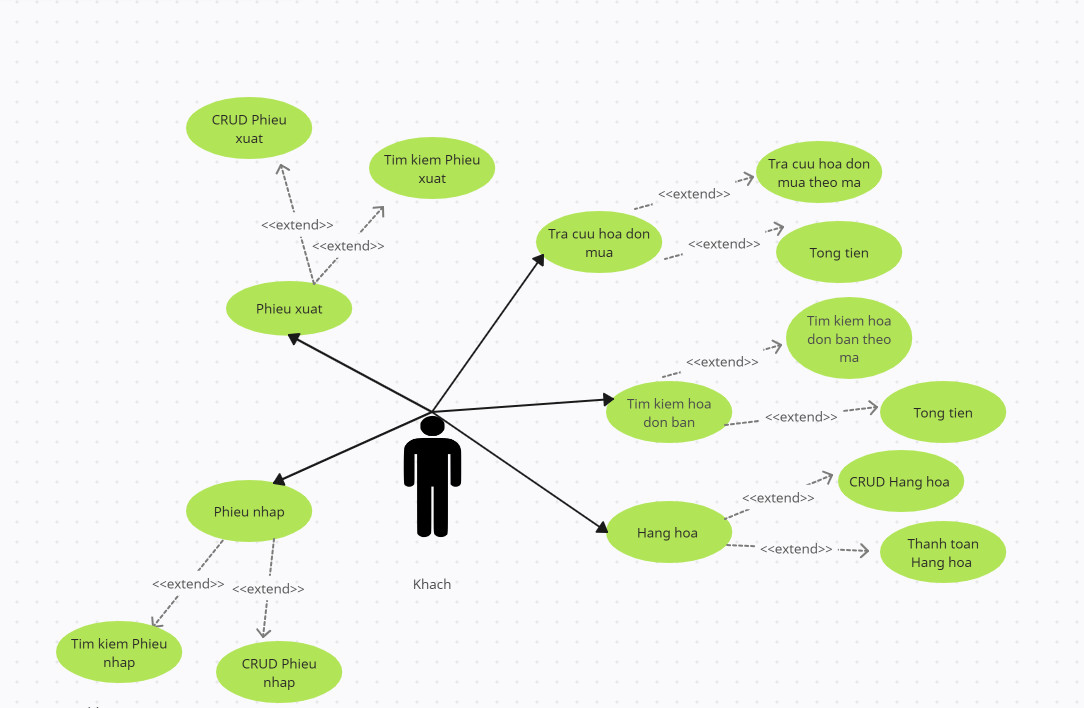 CRUD Phieu
xuat
Tim kiem Phieu
xuat
<<extend>>
<<extend>>
Phieu xuat
Tra cuu hoa don
mua
<<extend>>
Tra cuu hoa don
mua theo ma
<<extend>>
Tong tien
Tim kiem hoa
don ban theo
ma
<<extend>>
Tim kiem hoa
don ban
<<extend>>
Tong tien
CRUD Hang hoa
<<extend>>
Hang hoa
<<extend>>
Thanh toan
Hang hoa
Phieu nhap
Khach
<<extend>>
<<extend>>
Tim kiem Phieu
nhap
CRUD Phieu
nhap